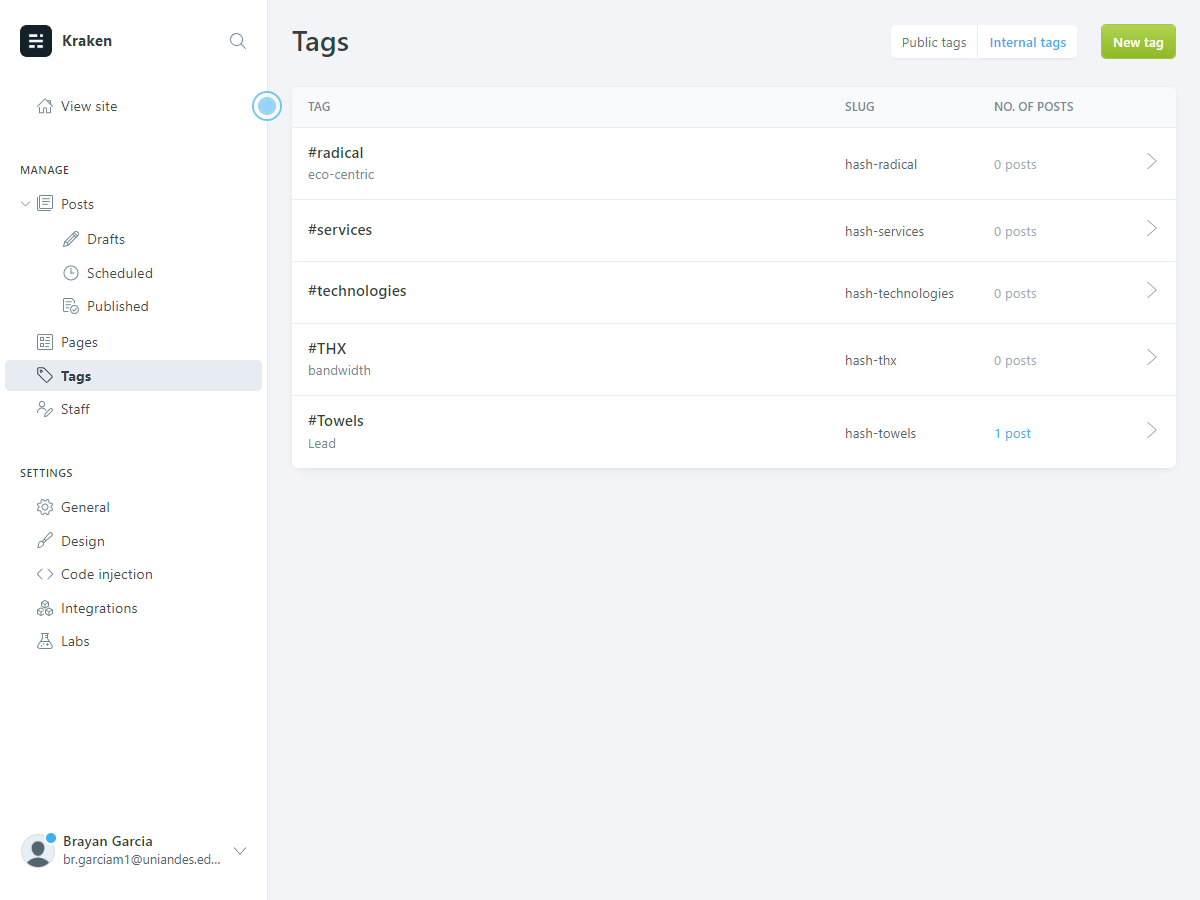 Kraken
View site
MANAGE
Posts
Drafts
Scheduled
Published
Pages
Tags
Staff
SETTINGS
General
Design
Code injection
Integrations
Labs
Brayan Garcia
br.garciam1@uniandes.ed...
Tags
Public tags
Internal tags
New tag
TAG SLUG NO. OF POSTS
#radical
eco-centric
hash-radical
0 posts
#services
hash-services
0 posts
#technologies
hash-technologies
0 posts
#THX
bandwidth
hash-thx
0 posts
#Towels
Lead
hash-towels
1 post